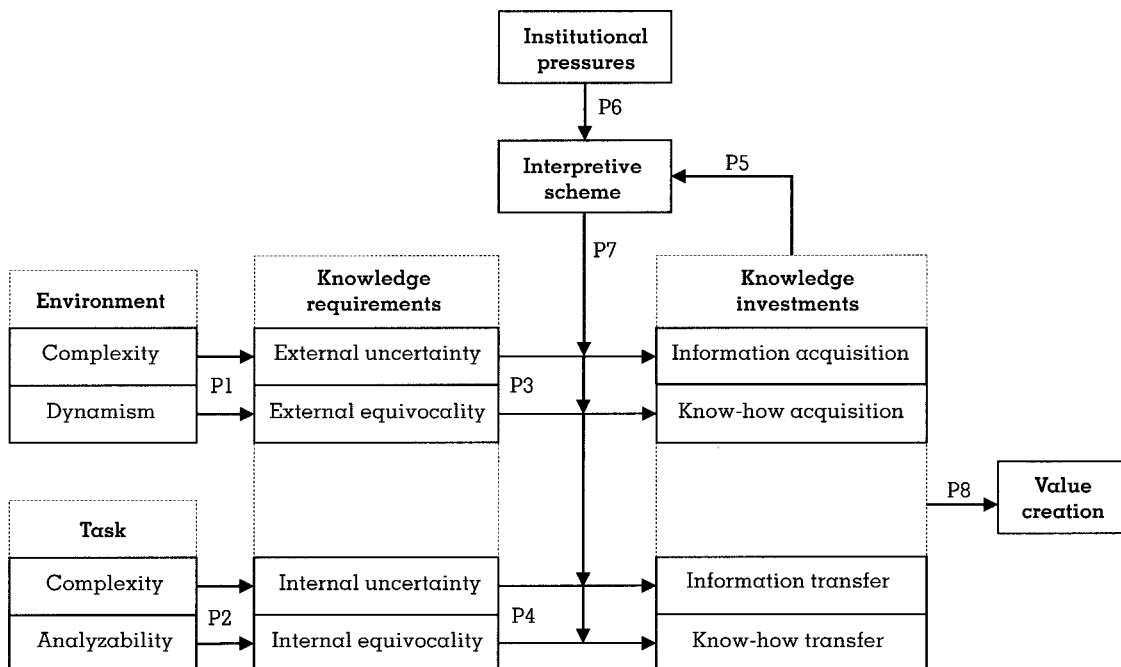 Institutional
pressures
P6
Interpretive
scheme
P5
P7
Environment
Knowledge
requirements
Knowledge
investments
Complexity
External uncertainty
Information acquisition
P1
P3
Dynamism
External equivocality
Know-how acquisition
P8
Value
creation
Task
Complexity
Internal uncertainty
Information transfer
P2
P4
Analyzability
Internal equivocality
Know-how transfer